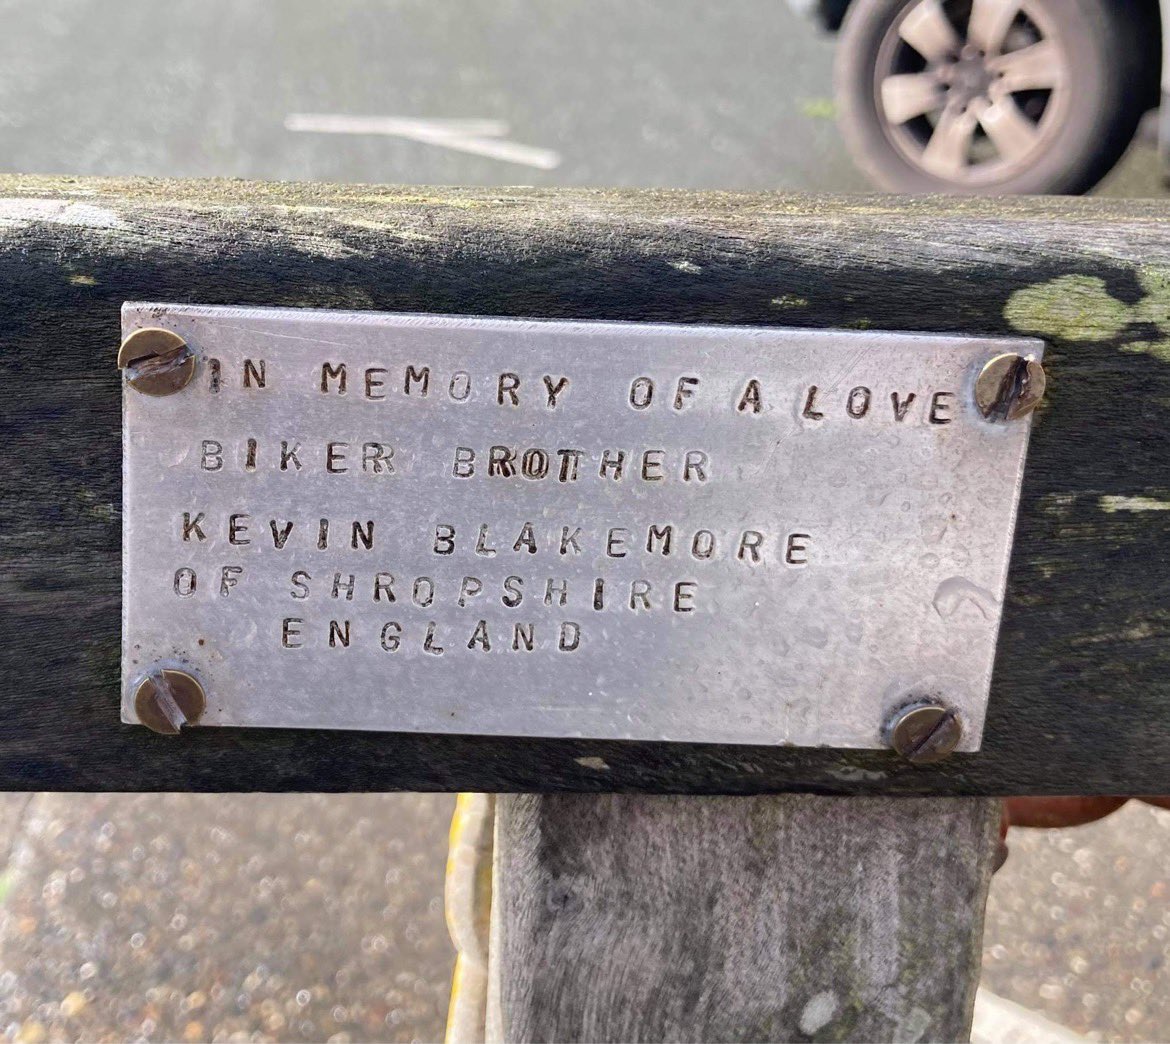 IN MEMORY OF A LOVE
BIKER BROTHER
KEVIN BLAKEMORE
OF SHROPSHIRE
ENGLAND